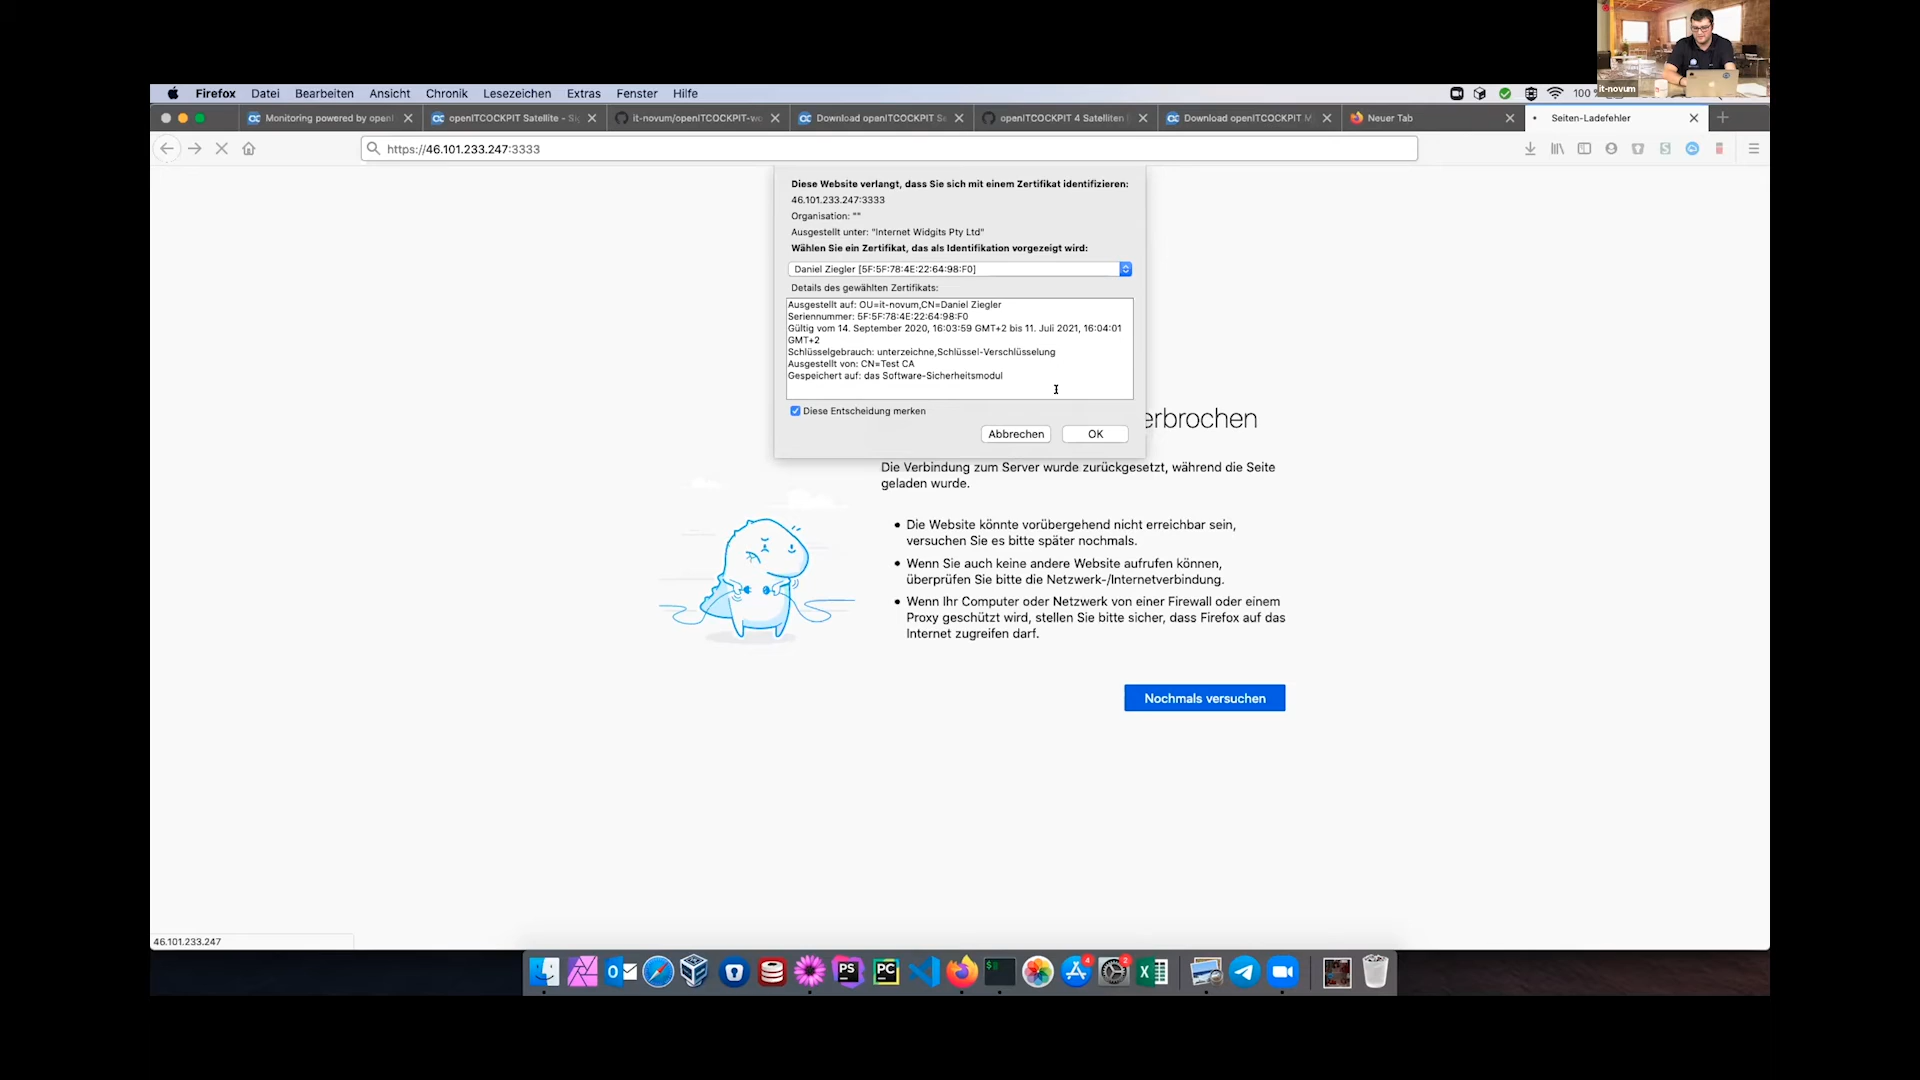 it-novum
Firefox Datei Bearbeiten Ansicht Chronik Lesezeichen Extras Fenster Hilfe
100
Monitoring powered by openI
openITCOCKPIT Satellite - Si
it-novum/openITCOCKPIT-wo
Download openITCOCKPIT Se
openITCOCKPIT 4 Satelliten
Download openITCOCKPIT M
Neuer Tab
Seiten-Ladefehler
https://46.101.233.247:3333
Diese Website verlangt, dass Sie sich mit einem Zertifikat identifizieren:
46.101.233.247:3333
Organisation: ""
Ausgestellt unter: "Internet Widgits Pty Ltd"
Wählen Sie ein Zertifikat, das als Identifikation vorgezeigt wird:
Daniel Ziegler [5F:5F:78:4E:22:64:98:F0]
Details des gewählten Zertifikats:
Ausgestellt auf: OU=it-novum,CN=Daniel Ziegler
Seriennummer: 5F:5F:78:4E:22:64:98:F0
Gültig vom 14. September 2020, 16:03:59 GMT+2 bis 11. Juli 2021, 16:04:01
GMT+2
Schlüsselgebrauch: unterzeichne,Schlüssel-Verschlüsselung
Ausgestellt von: CN=Test CA
Gespeichert auf: das Software-Sicherheitsmodul
Diese Entscheidung merken
Abbrechen OK
erbrochen
Die Verbindung zum Server wurde zurückgesetzt, während die Seite
geladen wurde.
Die Website könnte vorübergehend nicht erreichbar sein,
versuchen Sie es bitte später nochmals.
Wenn Sie auch keine andere Website aufrufen können,
überprüfen Sie bitte die Netzwerk-/Internetverbindung.
Wenn Ihr Computer oder Netzwerk von einer Firewall oder einem
Proxy geschützt wird, stellen Sie bitte sicher, dass Firefox auf das
Internet zugreifen darf.
Nochmals versuchen
46.101.233.247
PS
PC
4
2